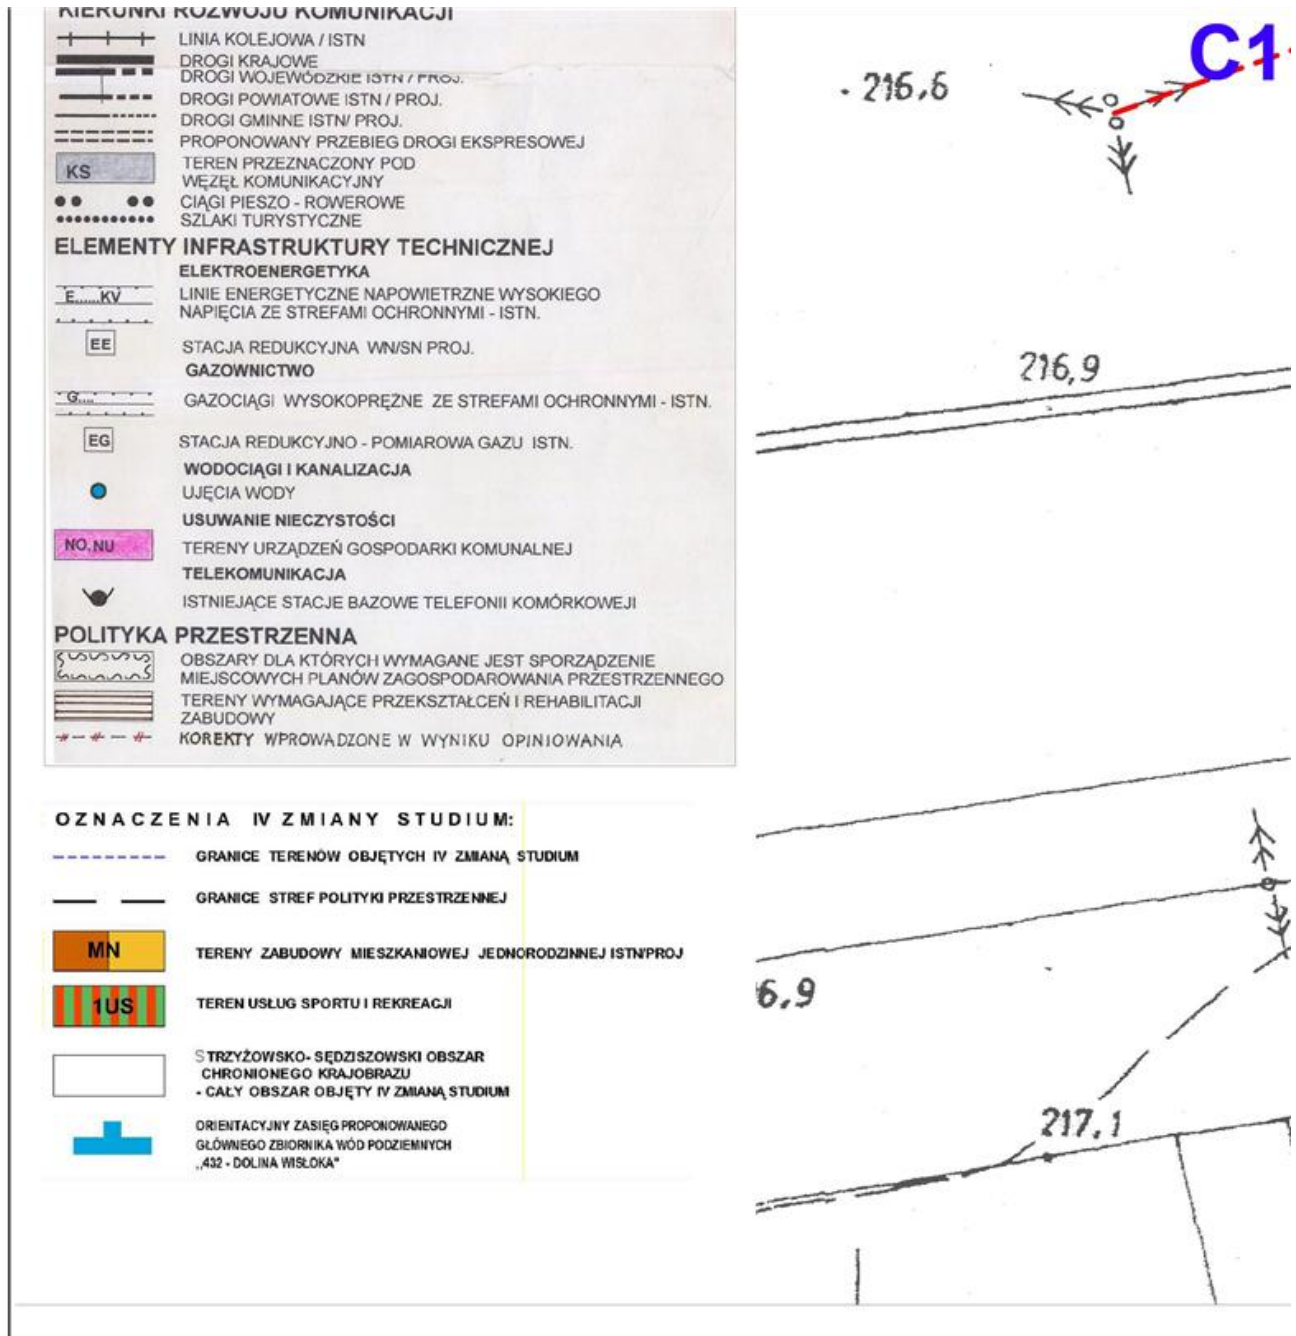 KIERUNKI ROZWOJU KOMUNIKACJI
LINIA KOLEJOWA / ISTN
DROGI KRAJOWE
DROGI WOJEWÓDZKIE ISTN / PROJ.
DROGI POWIATOWE ISTN / PROJ.
DROGI GMINNE ISTN/ PROJ.
PROPONOWANY PRZEBIEG DROGI EKSPRESOWEJ
KS
TEREN PRZEZNACZONY POD
WĘZEŁ KOMUNIKACYJNY
CIĄGI PIESZO - ROWEROWE
SZLAKI TURYSTYCZNE
ELEMENTY INFRASTRUKTURY TECHNICZNEJ
ELEKTROENERGETYKA
E......KV
LINIE ENERGETYCZNE NAPOWIETRZNE WYSOKIEGO
NAPIĘCIA ZE STREFAMI OCHRONNYMI - ISTN.
EE
STACJA REDUKCYJNA WN/SN PROJ.
GAZOWNICTWO
G....
GAZOCIĄGI WYSOKOPRĘŻNE ZE STREFAMI OCHRONNYMI - ISTN.
EG
STACJA REDUKCYJNO - POMIAROWA GAZU ISTN.
WODOCIĄGI I KANALIZACJA
UJĘCIA WODY
USUWANIE NIECZYSTOŚCI
NO,NU
TERENY URZĄDZEŃ GOSPODARKI KOMUNALNEJ
TELEKOMUNIKACJA
ISTNIEJĄCE STACJE BAZOWE TELEFONII KOMÓRKOWEJI
POLITYKA PRZESTRZENNA
OBSZARY DLA KTÓRYCH WYMAGANE JEST SPORZĄDZENIE
MIEJSCOWYCH PLANÓW ZAGOSPODAROWANIA PRZESTRZENNEGO
TERENY WYMAGAJĄCE PRZEKSZTAŁCEŃ I REHABILITACJI
ZABUDOWY
KOREKTY WPROWADZONE W WYNIKU OPINIOWANIA
OZNACZENIA IV ZMIANY STUDIUM:
GRANICE TERENÓW OBJĘTYCH IV ZMIANĄ STUDIUM
GRANICE STREF POLITYKI PRZESTRZENNEJ
MN
TERENY ZABUDOWY MIESZKANIOWEJ JEDNORODZINNEJ ISTN/PROJ
1US
TEREN USŁUG SPORTU I REKREACJI
STRZYŻOWSKO- SĘDZISZOWSKI OBSZAR
CHRONIONEGO KRAJOBRAZU
- CAŁY OBSZAR OBJĘTY IV ZMIANĄ STUDIUM
ORIENTACYJNY ZASIĘG PROPONOWANEGO
GŁÓWNEGO ZBIORNIKA WÓD PODZIEMNYCH
„432 - DOLINA WISŁOKA"
C1
216,6
216,9
6,9
217,1